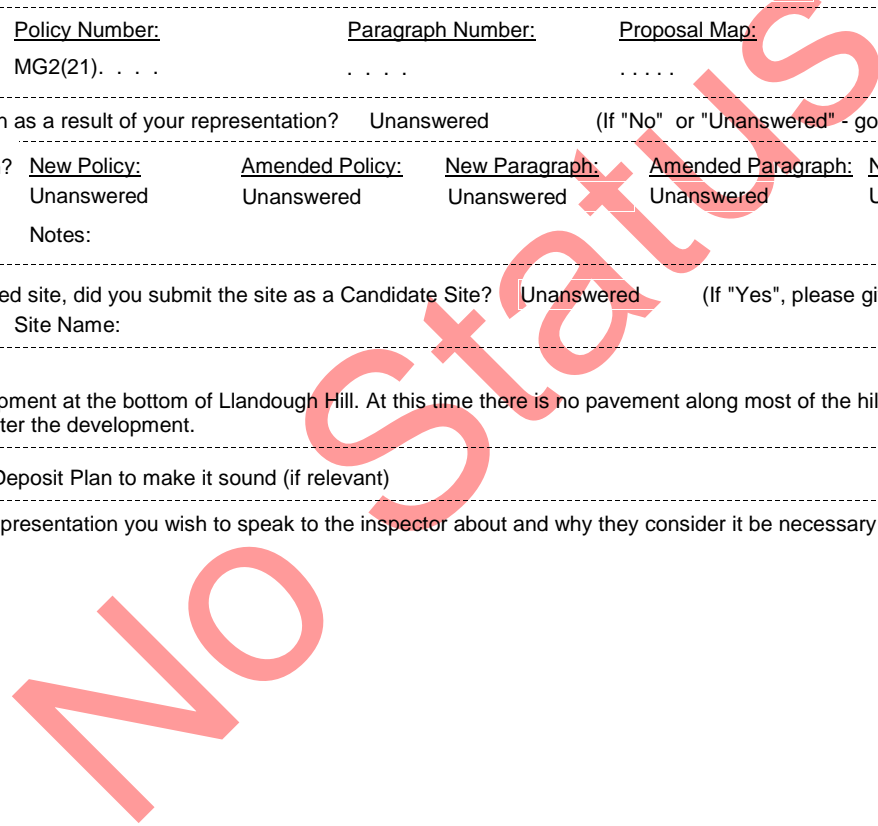 Policy Number: Paragraph Number: Proposal Map:
MG2(21). . . . . . . . . . . . .
n as a result of your representation? Unanswered (If "No" or "Unanswered" - go
? New Policy: Amended Policy: New Paragraph: Amended Paragraph: N
Unanswered Unanswered Unanswered Unanswered U
Notes:
ed site, did you submit the site as a Candidate Site? Unanswered (If "Yes", please gi
Site Name:
pment at the bottom of Llandough Hill. At this time there is no pavement along most of the hil
ter the development.
Deposit Plan to make it sound (if relevant)
presentation you wish to speak to the inspector about and why they consider it be necessary
No Status